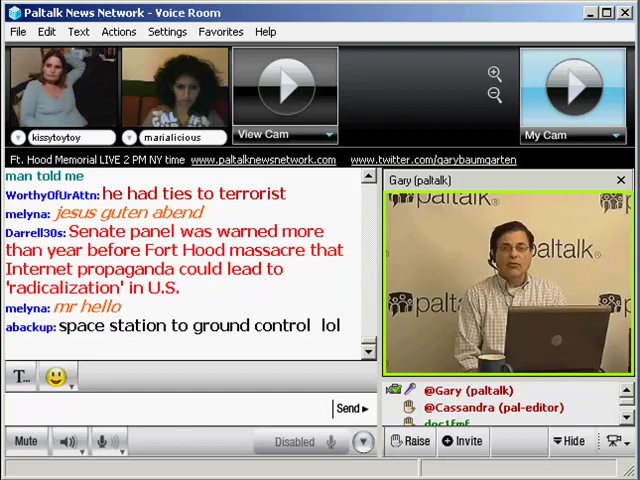 Paltalk News Network - Voice Room
File Edit Text Actions Settings Favorites Help
kissytoytoy
marialicious
View Cam
My Cam
Ft. Hood Memorial LIVE 2 PM NY time www.paltalknewsnetwork.com www.twitter.com/garybaumgarten
man told me
WorthyOfUrAttn: he had ties to terrorist
melyna: jesus guten abend
Darrell30s: Senate panel was warned more
than year before Fort Hood massacre that
Internet propaganda could lead to
'radicalization' in U.S.
melyna: mr hello
abackup: space station to ground control lol
Gary (paltalk)
paltalk
paltalk
paltalk
T...
Send
@Gary (paltalk)
@Cassandra (pal-editor)
doc1fmf
Mute
Disabled
Raise
Invite
Hide